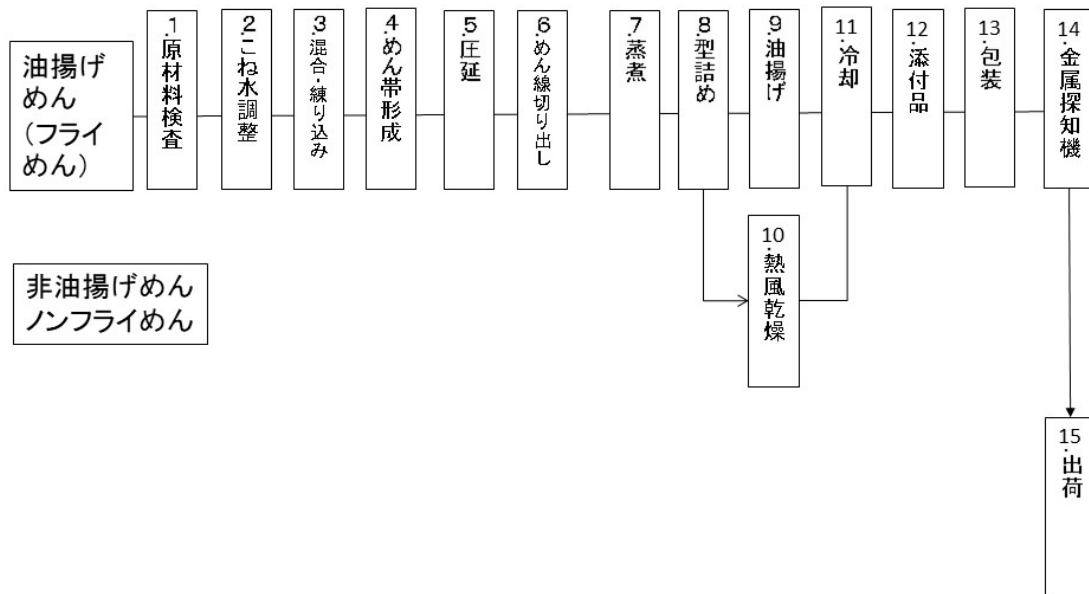 油揚げ
めん
（フライ
めん）
1.原材料検査
2.こね水調整
3.混合・練り込み
4.めん帯形成
5.圧延
6.めん線切り出し
7.蒸煮
8.型詰め
9.油揚げ
11.冷却
12.添付品
13.包装
14.金属探知機
10.熱風乾燥
非油揚げめん
ノンフライめん
15.出荷